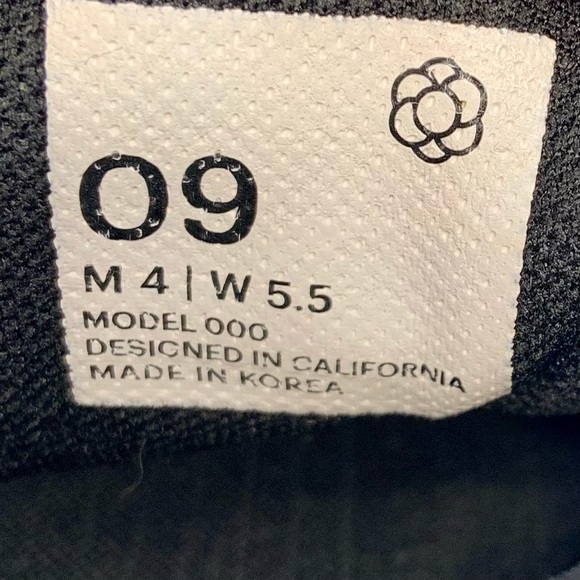 09
M 4 | W 5.5
MODEL 000
DESIGNED IN CALIFORNIA
MADE IN KOREA